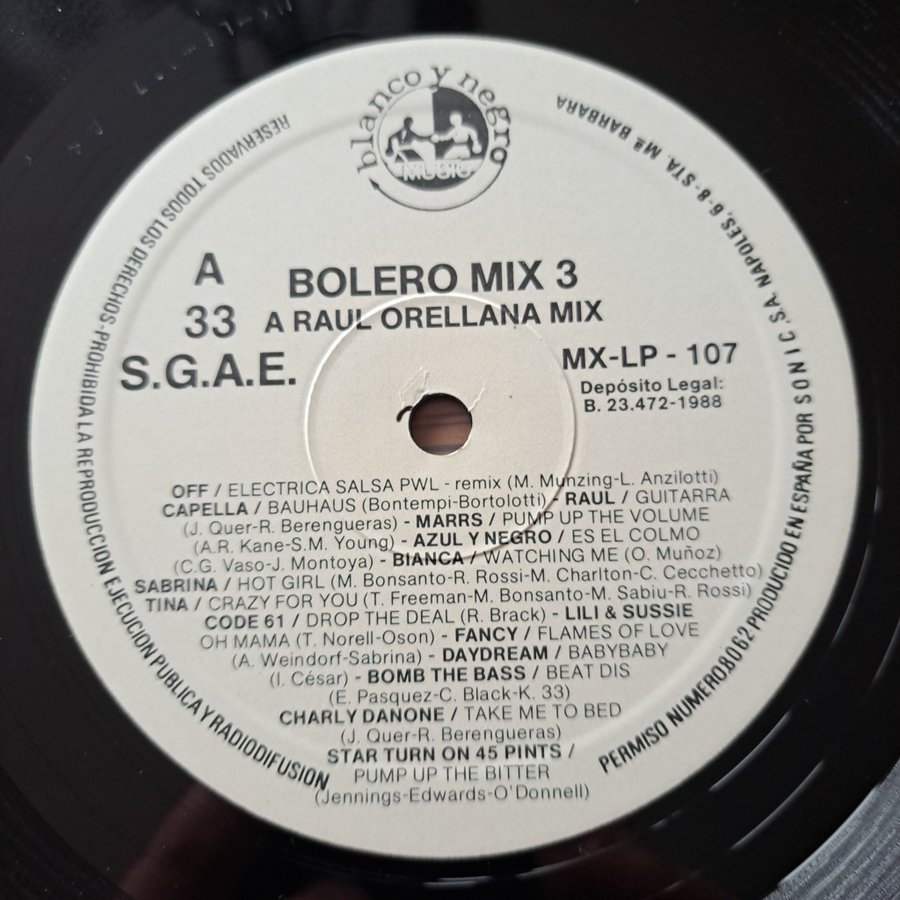 blanco y negro
MUSIC
A
BOLERO MIX 3
33
A RAUL ORELLANA MIX
S.G.A.E.
MX-LP - 107
Depósito Legal:
B. 23.472-1988
OFF / ELECTRICA SALSA PWL - remix (M. Munzing-L. Anzilotti)
CAPELLA / BAUHAUS (Bontempi-Bortolotti) - RAUL / GUITARRA
(J. Quer-R. Berengueras) - MARRS / PUMP UP THE VOLUME
(A.R. Kane-S.M. Young) - AZUL Y NEGRO / ES EL COLMO
(C.G. Vaso-J. Montoya) - BIANCA / WATCHING ME (O. Muñoz)
SABRINA / HOT GIRL (M. Bonsanto-R. Rossi-M. Charlton-C. Cecchetto)
TINA / CRAZY FOR YOU (T. Freeman-M. Bonsanto-M. Sabiu-R. Rossi)
CODE 61 / DROP THE DEAL (R. Brack) - LILI & SUSSIE
OH MAMA (T. Norell-Oson) - FANCY / FLAMES OF LOVE
(A. Weindorf-Sabrina) - DAYDREAM / BABYBABY
(I. César) - BOMB THE BASS / BEAT DIS
(E. Pasquez-C. Black-K. 33)
CHARLY DANONE / TAKE ME TO BED
(J. Quer-R. Berengueras)
STAR TURN ON 45 PINTS /
PUMP UP THE BITTER
(Jennings-Edwards-O'Donnell)
RESERVADOS TODOS LOS DERECHOS-PROHIBIDA LA REPRODUCCION EJECUCION PUBLICA Y RADIODIFUSION
PERMISO NUMERO 8.062 PRODUCIDO EN ESPAÑA POR SONIC, S.A. NAPOLES, 6-8-STA. Mª BARBARA